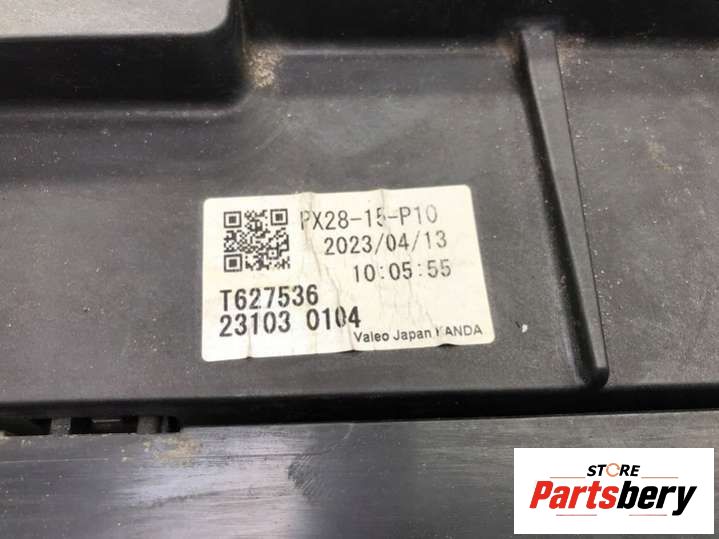 PX28-15-P10
2023/04/13
10:05:55
T627536
23103 0104
Valeo Japan KANDA
STORE
Partsbery